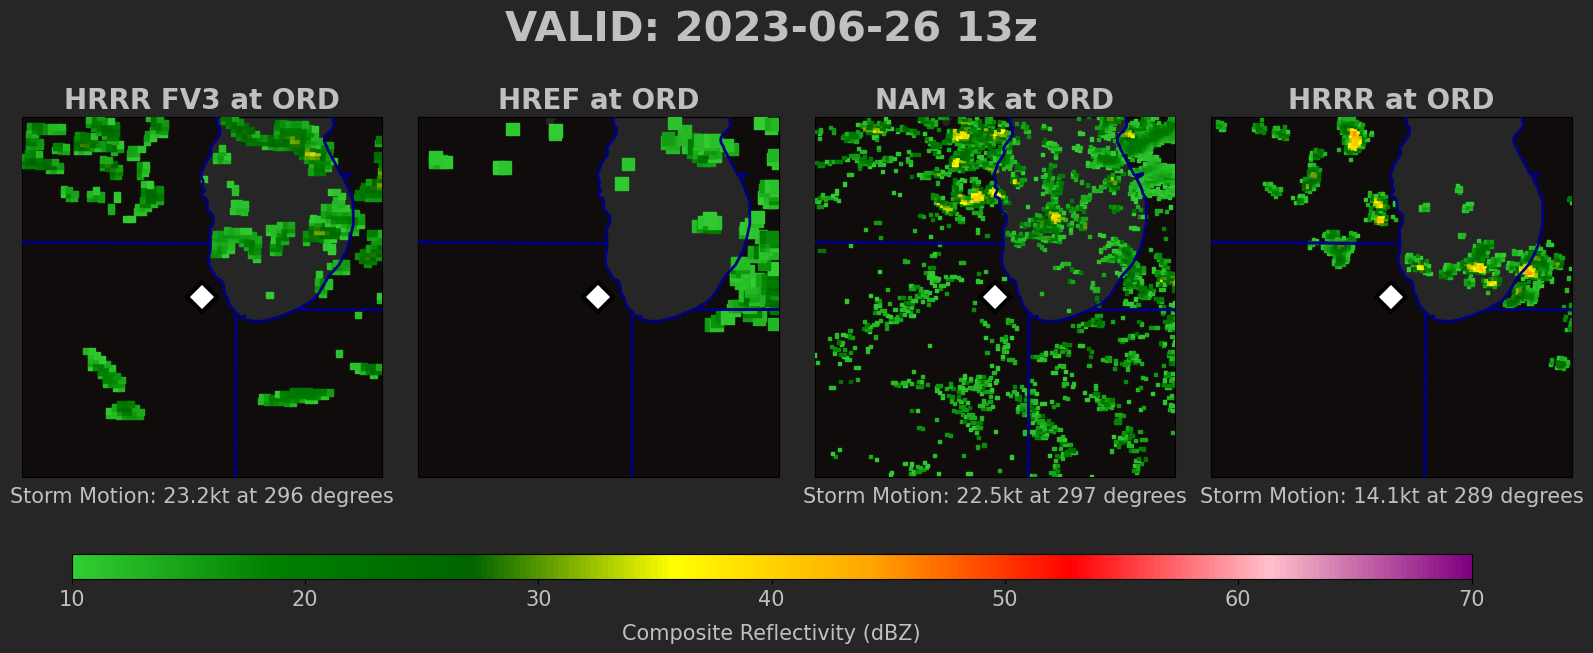 VALID: 2023-06-26 13z
HRRR FV3 at ORD
HREF at ORD
NAM 3k at ORD
HRRR at ORD
Storm Motion: 23.2kt at 296 degrees
Storm Motion: 22.5kt at 297 degrees
Storm Motion: 14.1kt at 289 degrees
10 20 30 40 50 60 70
Composite Reflectivity (dBZ)